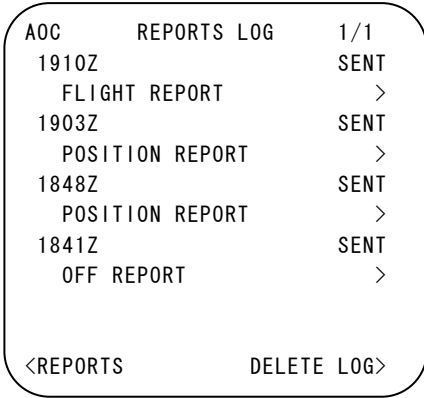 AOC REPORTS LOG 1/1
1910Z SENT
FLIGHT REPORT >
1903Z SENT
POSITION REPORT >
1848Z SENT
POSITION REPORT >
1841Z SENT
OFF REPORT >
<REPORTS DELETE LOG>